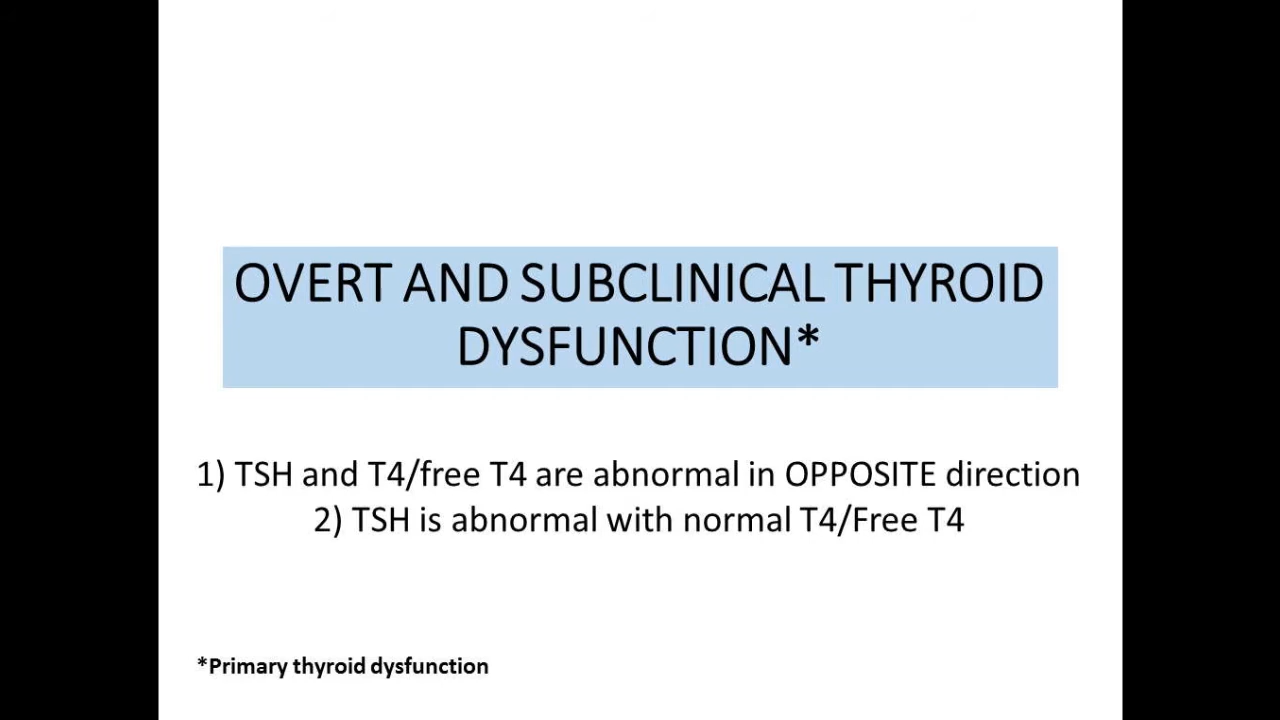 OVERT AND SUBCLINICAL THYROID
DYSFUNCTION*
1) TSH and T4/free T4 are abnormal in OPPOSITE direction
2) TSH is abnormal with normal T4/Free T4
*Primary thyroid dysfunction